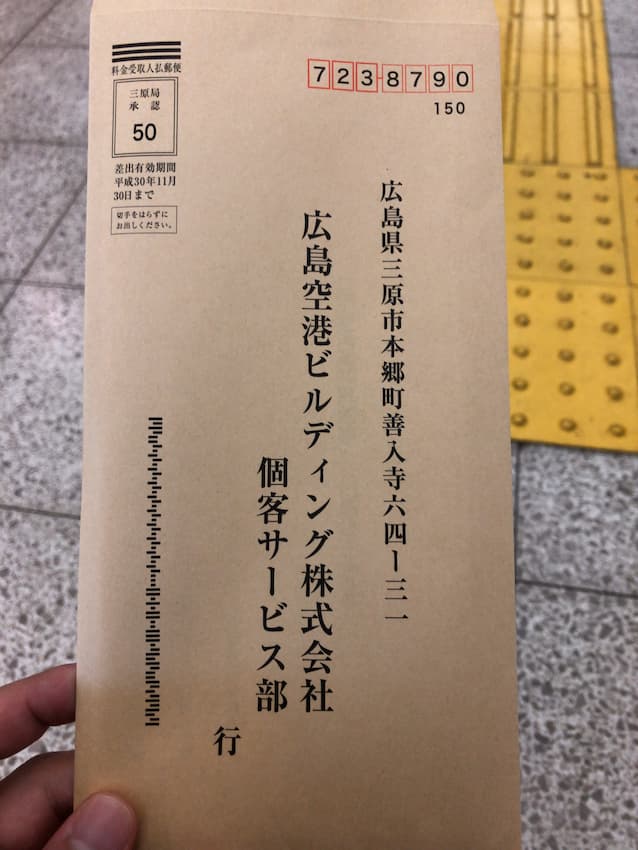 料金受取人払郵便
三原局
承認
50
差出有効期間
平成30年11月
30日まで
切手をはらずに
お出しください。
7238790
150
広島県三原市本郷町善入寺六四ー三一
広島空港ビルディング株式会社
個客サービス部
行